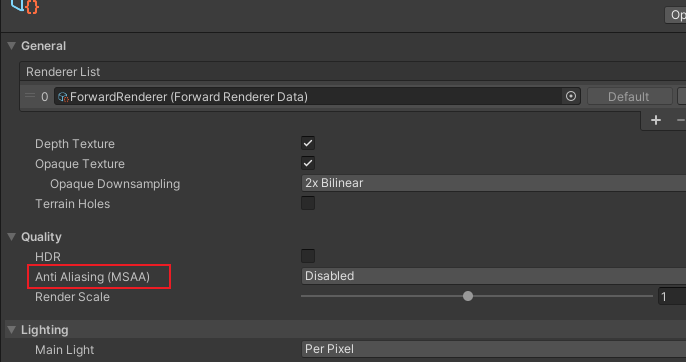 Op
General
Renderer List
0 ForwardRenderer (Forward Renderer Data) Default
Depth Texture
Opaque Texture
Opaque Downsampling 2x Bilinear
Terrain Holes
Quality
HDR
Anti Aliasing (MSAA) Disabled
Render Scale 1
Lighting
Main Light Per Pixel